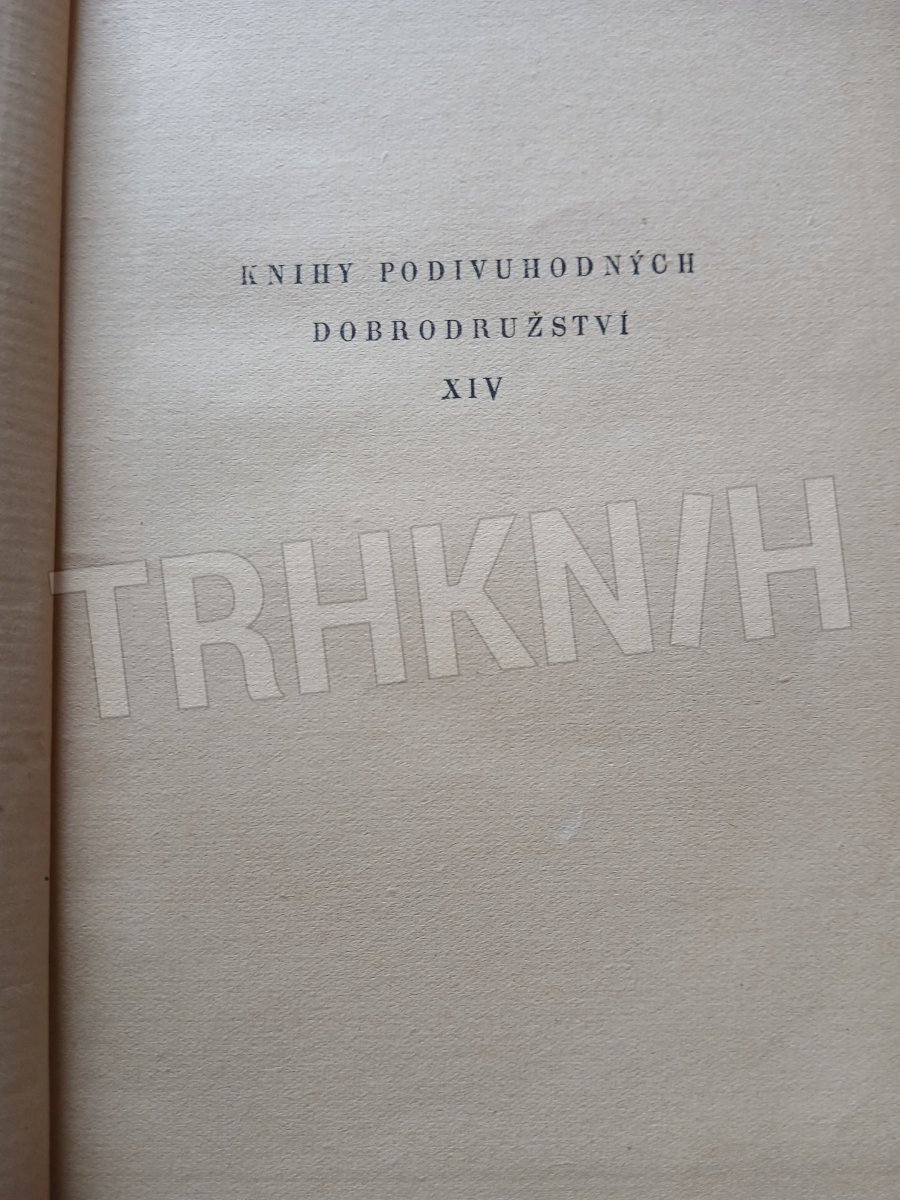 KNIHY PODIVUHODNÝCH
DOBRODRUŽSTVÍ
XIV
TRHKNIH